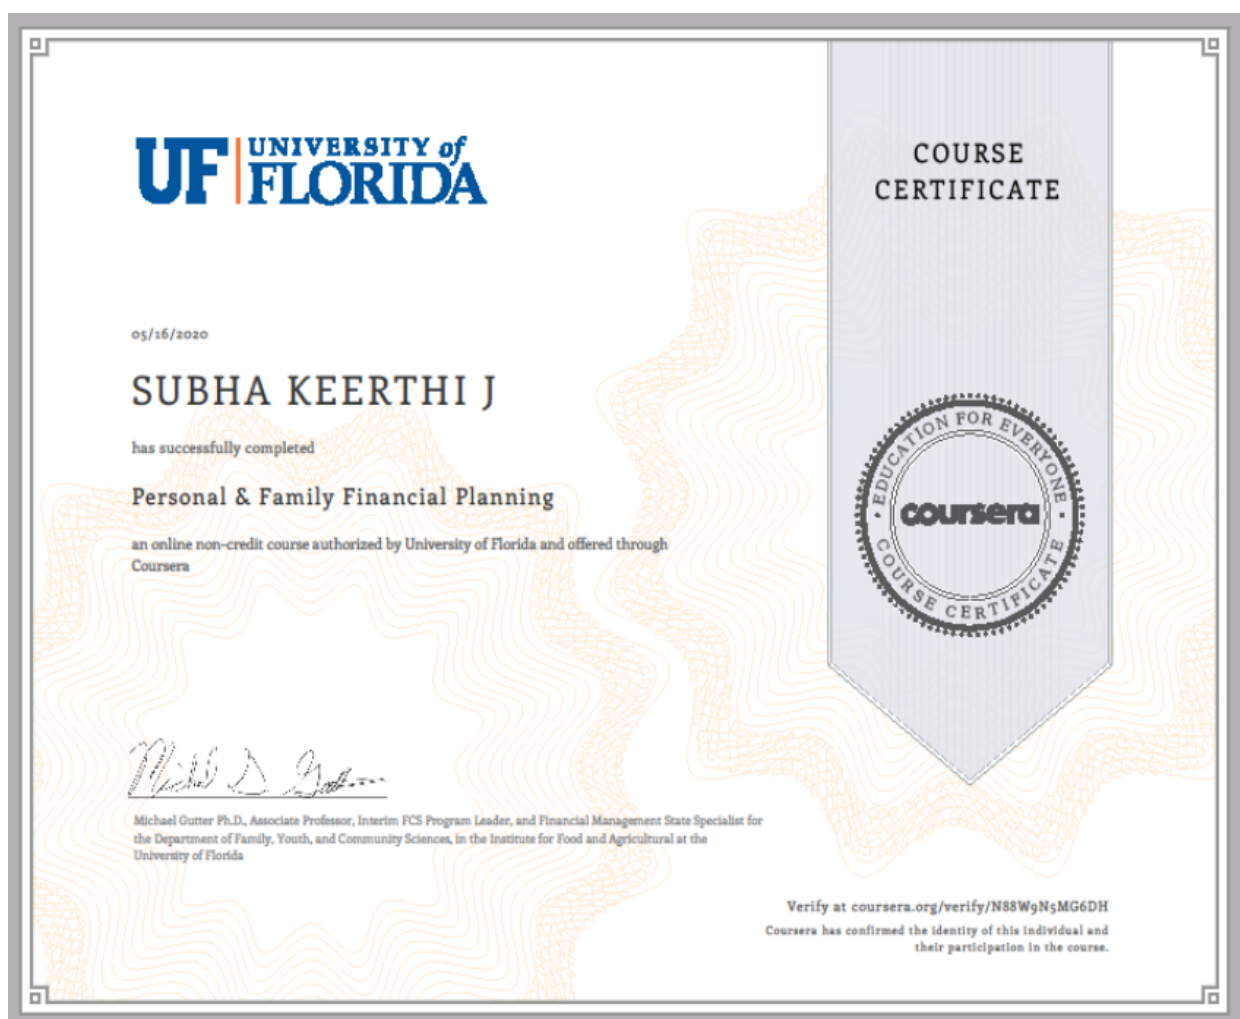 UF UNIVERSITY of
FLORIDA
COURSE
CERTIFICATE
05/16/2020
SUBHA KEERTHI J
has successfully completed
Personal & Family Financial Planning
an online non-credit course authorized by University of Florida and offered through
Coursera
EDUCATION FOR EVERYONE
coursera
COURSE CERTIFICATE
Michael Gutter Ph.D., Associate Professor, Interim FCS Program Leader, and Financial Management State Specialist for
the Department of Family, Youth, and Community Sciences, in the Institute for Food and Agricultural at the
University of Florida
Verify at coursera.org/verify/N88W9N5MG6DH
Coursera has confirmed the identity of this individual and
their participation in the course.